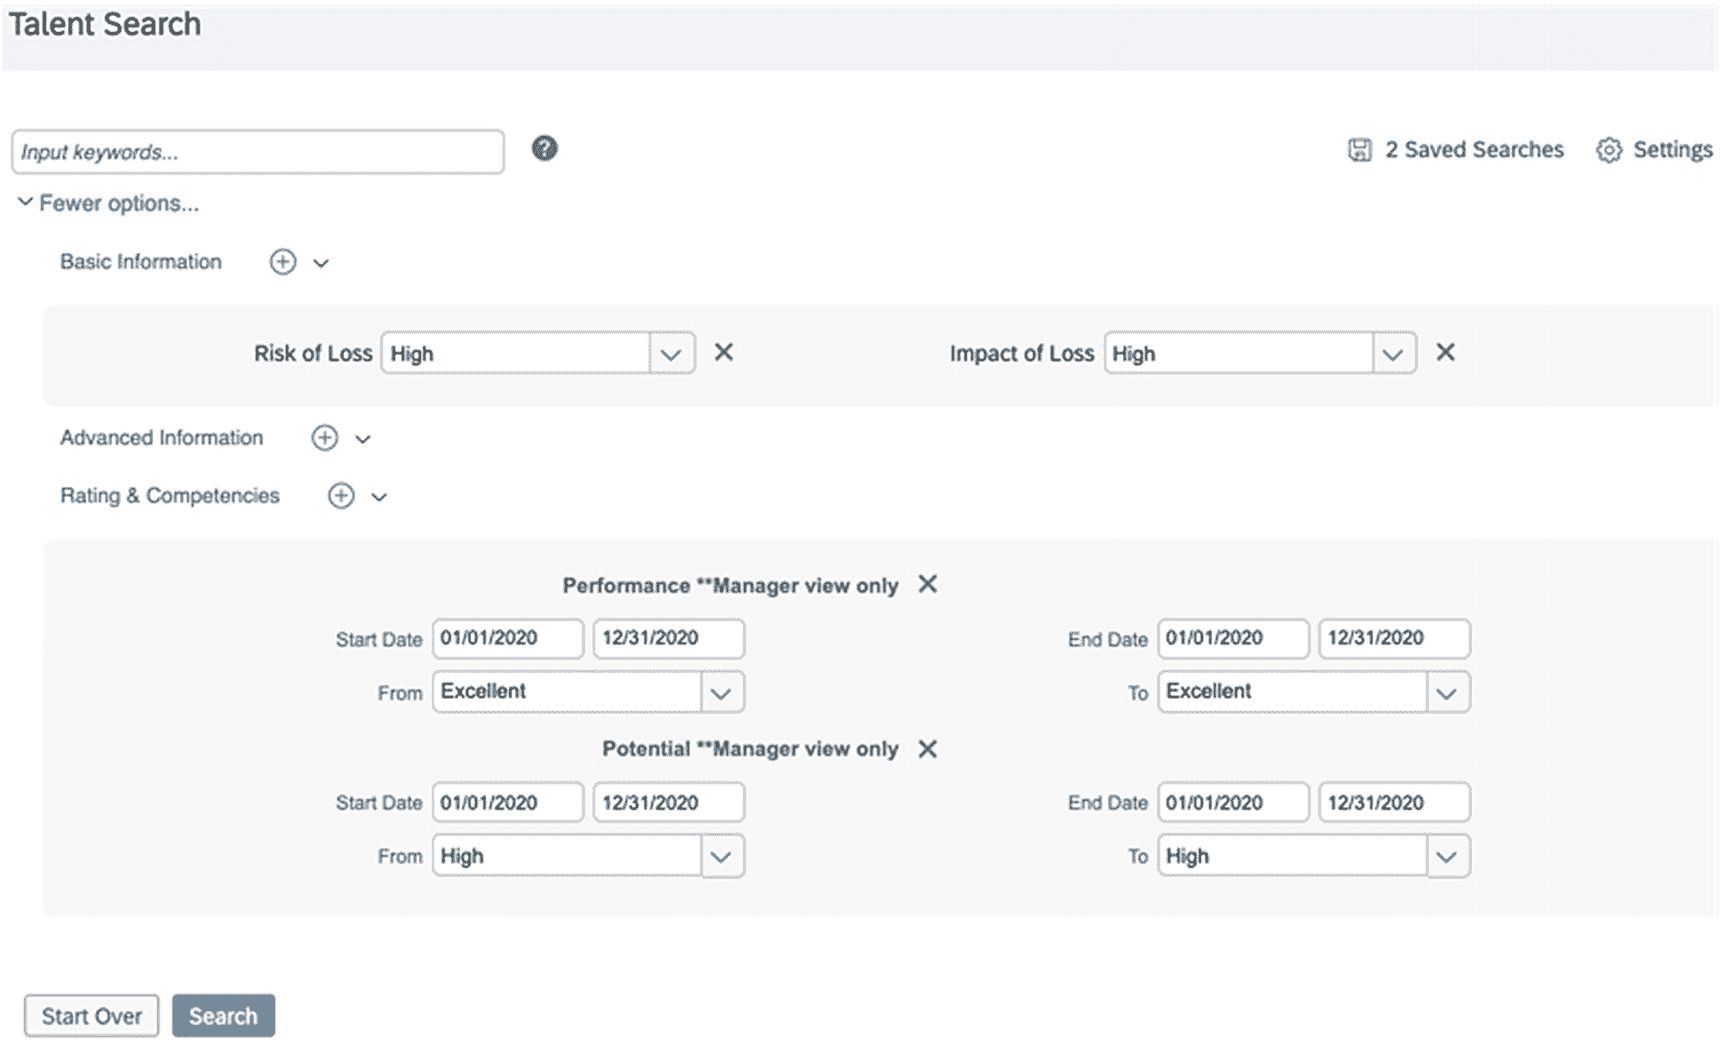 Talent Search
Input keywords...
?
2 Saved Searches
Settings
Fewer options...
Basic Information
Risk of Loss High
Impact of Loss High
Advanced Information
Rating & Competencies
Performance **Manager view only
Start Date 01/01/2020 12/31/2020
End Date 01/01/2020 12/31/2020
From Excellent
To Excellent
Potential **Manager view only
Start Date 01/01/2020 12/31/2020
End Date 01/01/2020 12/31/2020
From High
To High
Start Over
Search